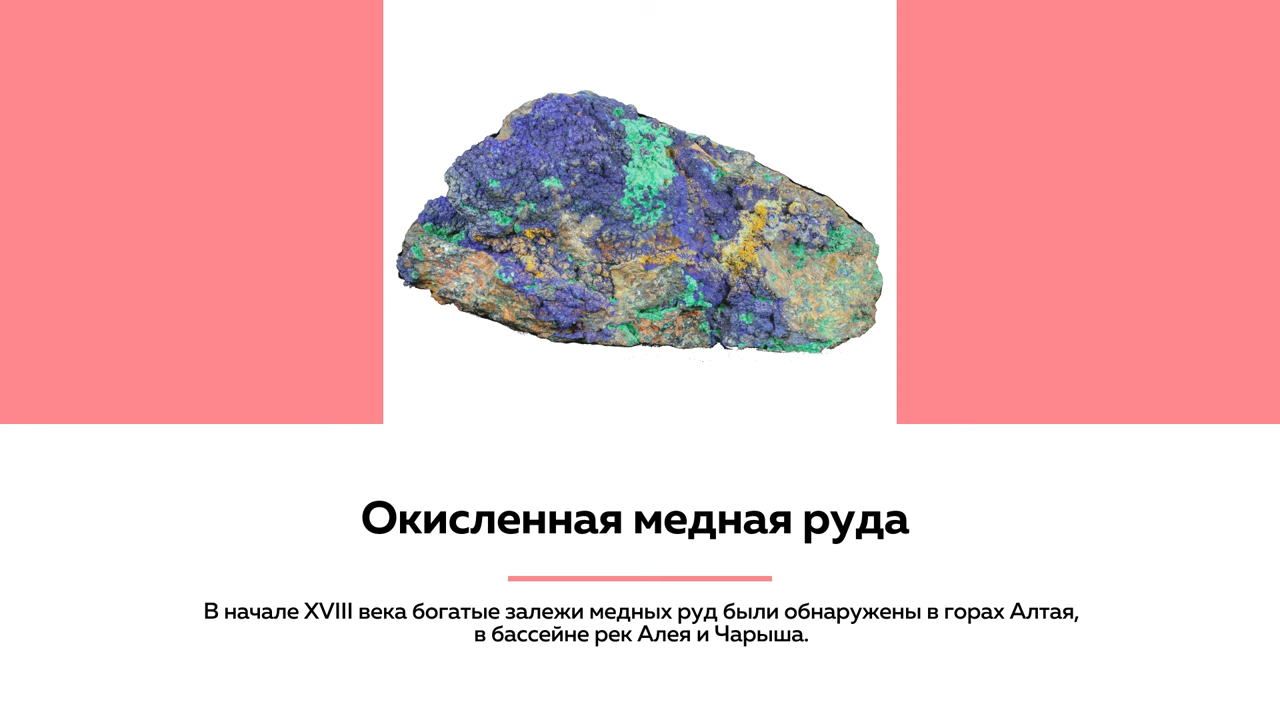 Окисленная медная руда
В начале XVIII века богатые залежи медных руд были обнаружены в горах Алтая,
в бассейне рек Алея и Чарыша.